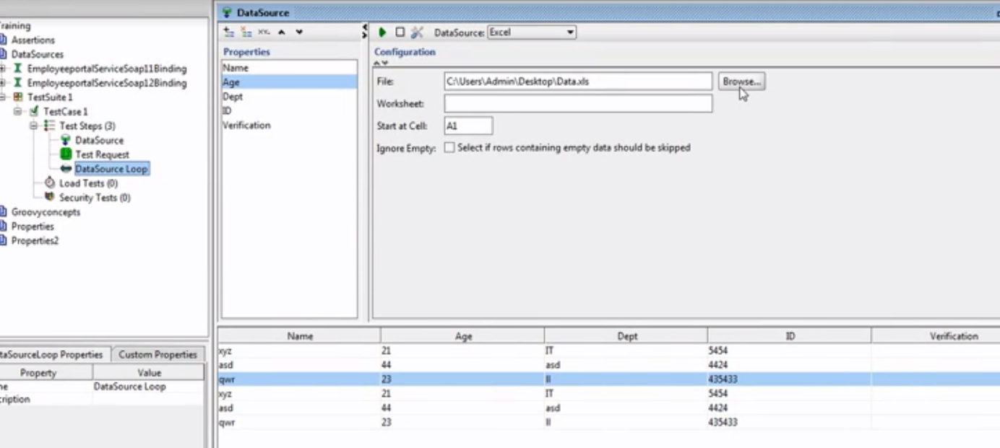 DataSource
raining
Assertions
DataSources
EmployeeportalServiceSoap11Binding
EmployeeportalServiceSoap12Binding
TestSuite 1
TestCase 1
Test Steps (3)
DataSource
Test Request
DataSource Loop
Load Tests (0)
Security Tests (0)
Groovyconcepts
Properties
Properties2
taSourceLoop Properties Custom Properties
Property Value
ne DataSource Loop
cription
Properties
Name
Age
Dept
ID
Verification
DataSource: Excel
Configuration
File: C:\Users\Admin\Desktop\Data.xls Browse...
Worksheet:
Start at Cell: A1
Ignore Empty: Select if rows containing empty data should be skipped
Name Age Dept ID Verification
xyz 21 IT 5454
asd 44 asd 4424
qwr 23 II 435433
xyz 21 IT 5454
asd 44 asd 4424
qwr 23 II 435433